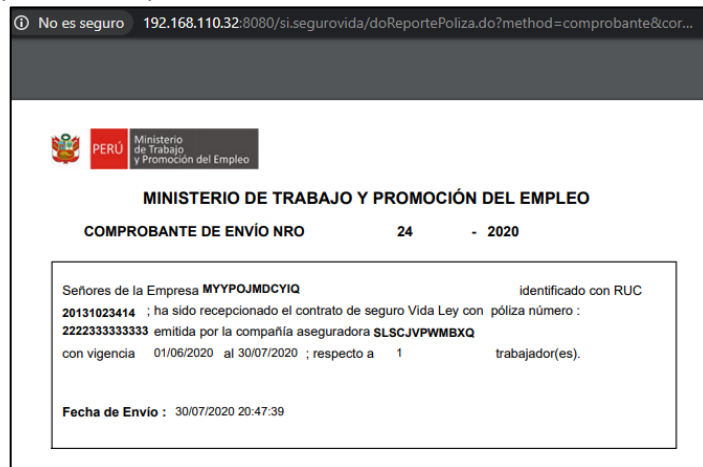 No es seguro 192.168.110.32:8080/si.segurovida/doReportePoliza.do?method=comprobante&cor...
PERÚ
Ministerio
de Trabajo
y Promoción del Empleo
MINISTERIO DE TRABAJO Y PROMOCIÓN DEL EMPLEO
COMPROBANTE DE ENVÍO NRO 24 - 2020
Señores de la Empresa MYYPOJMDCYIQ identificado con RUC
20131023414 ; ha sido recepcionado el contrato de seguro Vida Ley con póliza número :
2222333333333 emitida por la compañía aseguradora SLSCJVPWMBXQ
con vigencia 01/06/2020 al 30/07/2020 ; respecto a 1 trabajador(es).
Fecha de Envío : 30/07/2020 20:47:39